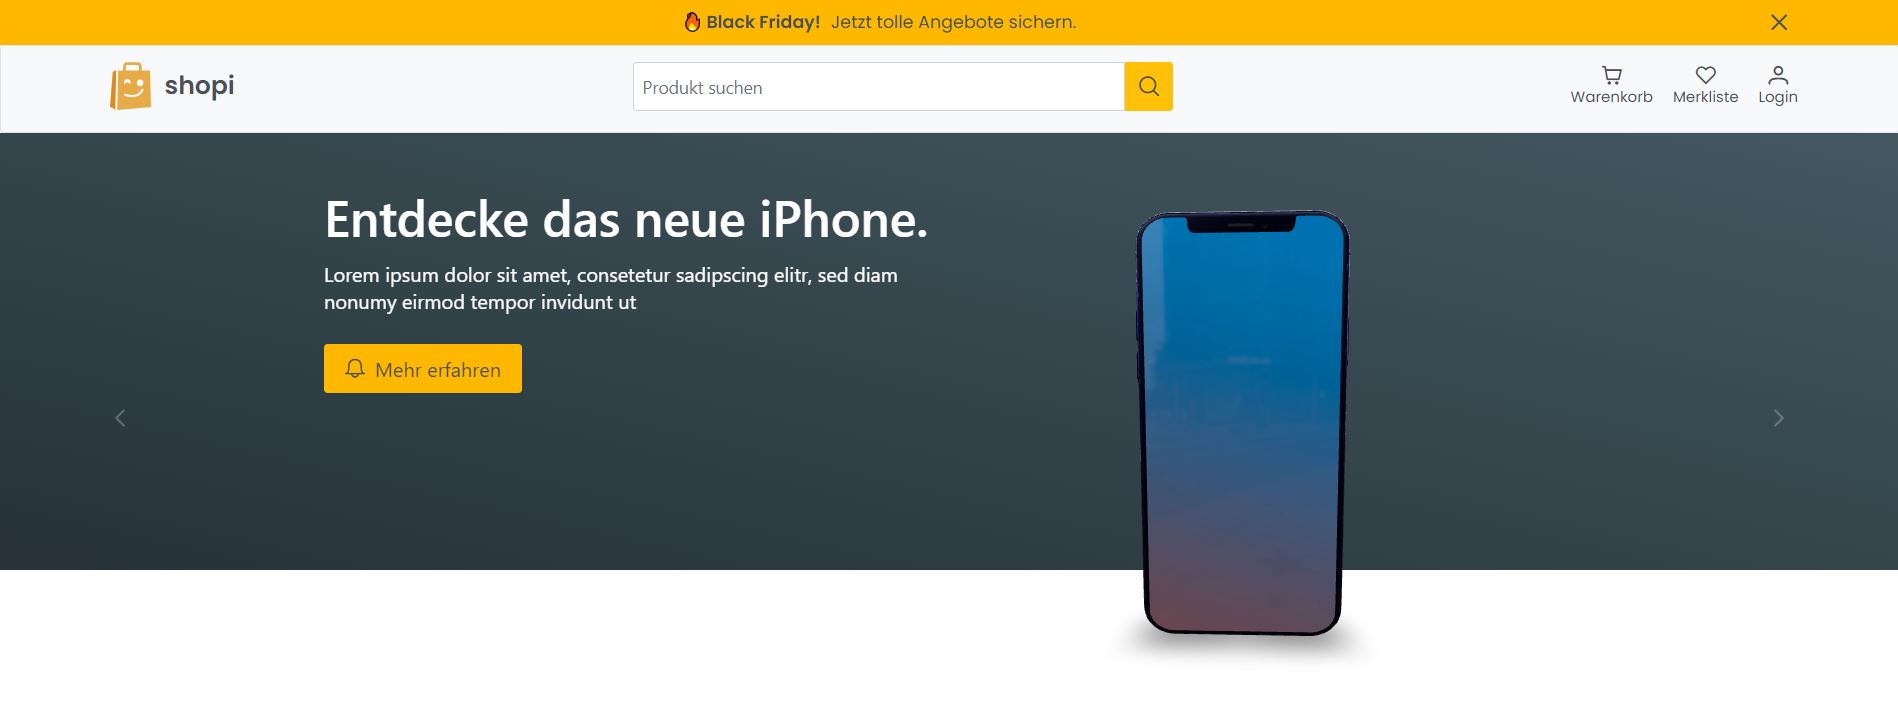 🔥 Black Friday! Jetzt tolle Angebote sichern.
shopi
Produkt suchen
Warenkorb
Merkliste
Login
Entdecke das neue iPhone.
Lorem ipsum dolor sit amet, consetetur sadipscing elitr, sed diam
nonumy eirmod tempor invidunt ut
Mehr erfahren